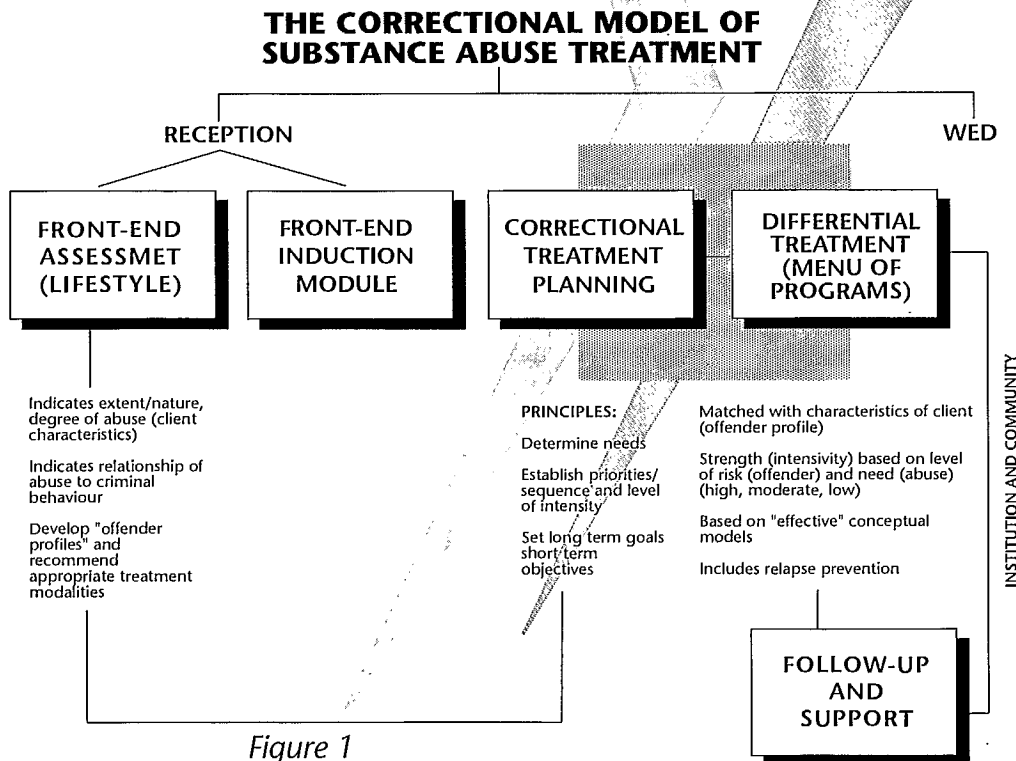 THE CORRECTIONAL MODEL OF
SUBSTANCE ABUSE TREATMENT
RECEPTION
WED
FRONT-END
ASSESSMET
(LIFESTYLE)
FRONT-END
INDUCTION
MODULE
CORRECTIONAL
TREATMENT
PLANNING
DIFFERENTIAL
TREATMENT
(MENU OF
PROGRAMS)
Indicates extent/nature,
degree of abuse (client
characteristics)
Indicates relationship of
abuse to criminal
behaviour
Develop "offender
profiles" and
recommend
appropriate treatment
modalities
PRINCIPLES:
Determine needs
Establish priorities/
sequence and level
of intensity
Set long term goals
short term
objectives
Matched with characteristics of client
(offender profile)
Strength (intensivity) based on level
of risk (offender) and need (abuse)
(high, moderate, low)
Based on "effective" conceptual
models
Includes relapse prevention
INSTITUTION AND COMMUNITY
FOLLOW-UP
AND
SUPPORT
Figure 1